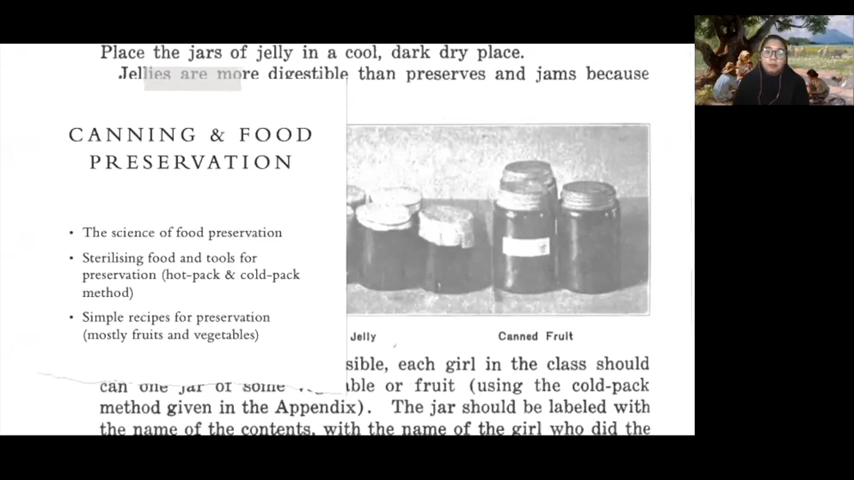 Place the jars of jelly in a cool, dark dry place.
Jellies are more digestible than preserves and jams because
CANNING & FOOD
PRESERVATION
• The science of food preservation
• Sterilising food and tools for
preservation (hot-pack & cold-pack
method)
• Simple recipes for preservation
(mostly fruits and vegetables)
Jelly
Canned Fruit
sible, each girl in the class should
can one jar of some able or fruit (using the cold-pack
method given in the Appendix). The jar should be labeled with
the name of the contents, with the name of the girl who did the